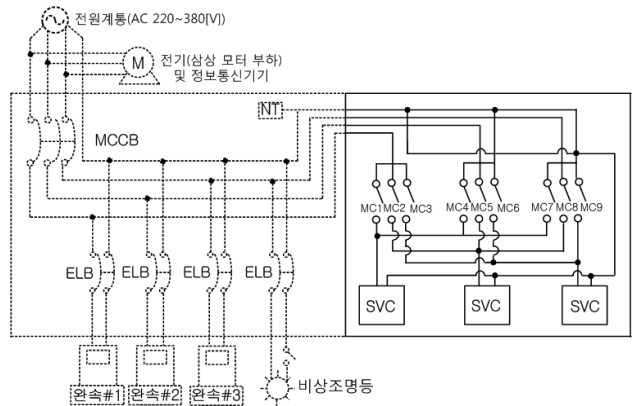 전원계통(AC 220~380[V])
M
전기(삼상 모터 부하)
및 정보통신기기
NT
MCCB
MC1 MC2 MC3 MC4 MC5 MC6 MC7 MC8 MC9
ELB ELB ELB ELB
SVC SVC SVC
완속#1 완속#2 완속#3 비상조명등